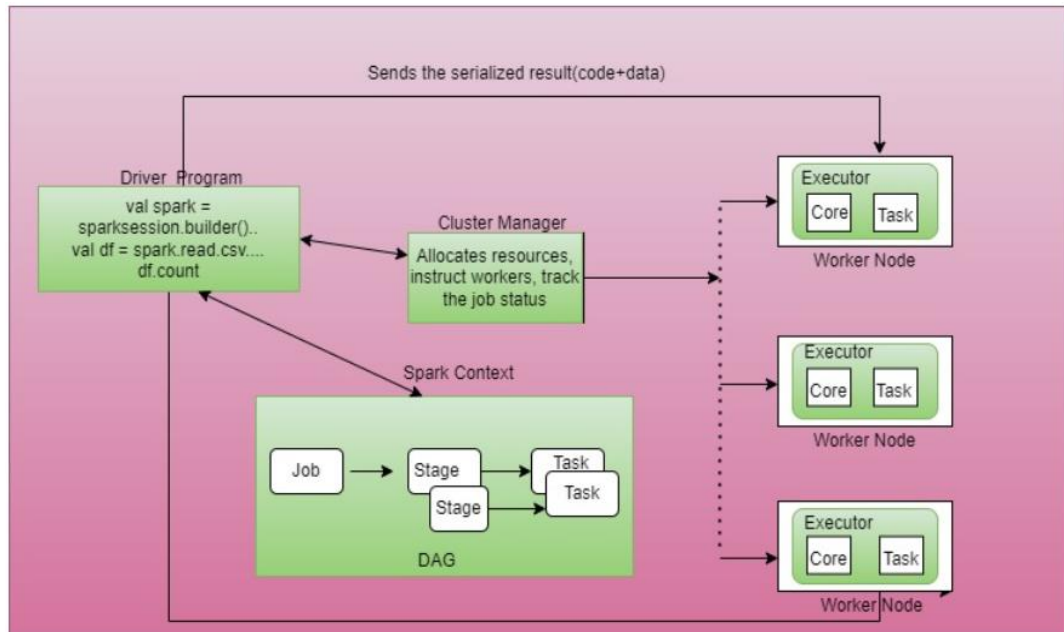 Sends the serialized result(code+data)
Driver Program
val spark =
sparksession.builder()..
val df = spark.read.csv....
df.count
Cluster Manager
Allocates resources,
instruct workers, track
the job status
Executor
Core
Task
Worker Node
Executor
Core
Task
Worker Node
Executor
Core
Task
Worker Node
Spark Context
Job
Stage
Task
Stage
Task
DAG